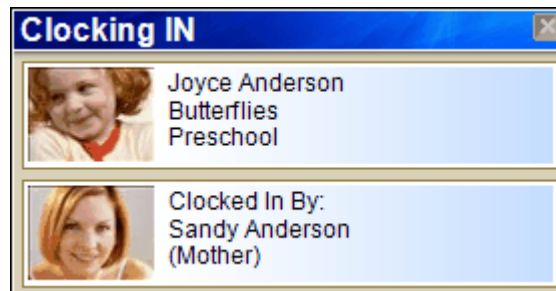 Clocking IN
Joyce Anderson
Butterflies
Preschool
Clocked In By:
Sandy Anderson
(Mother)